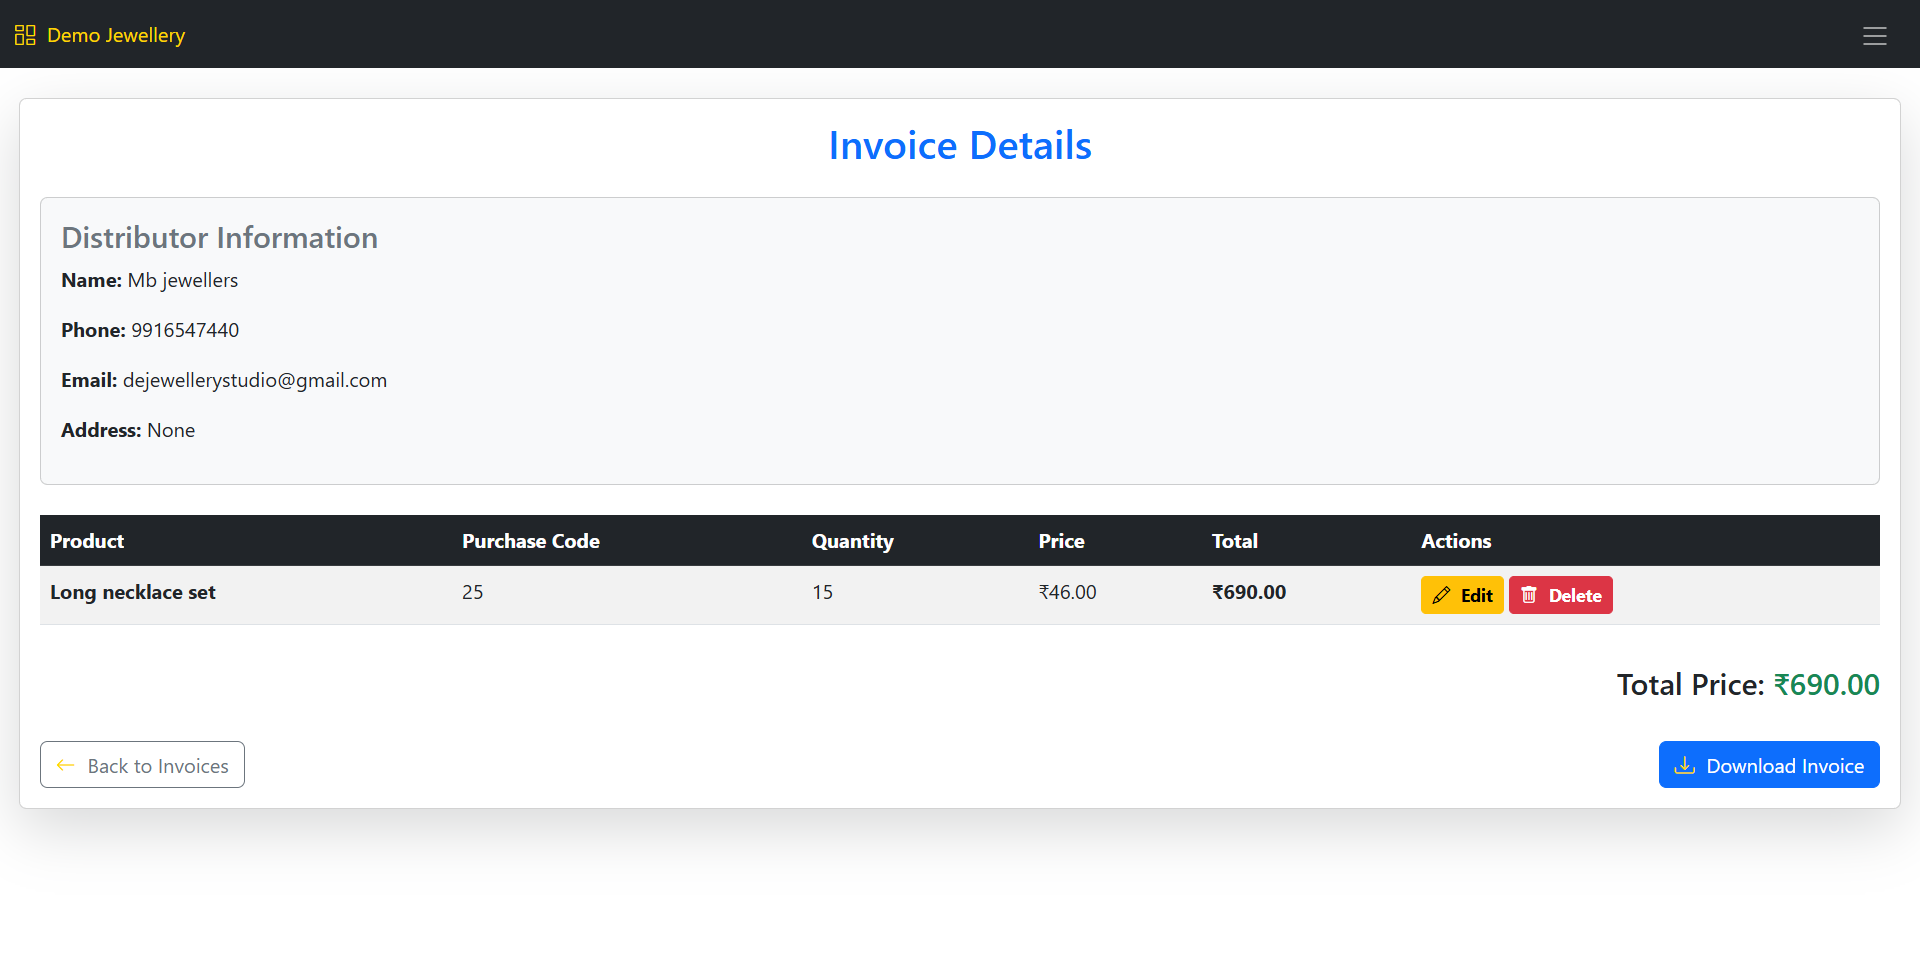 Demo Jewellery
Invoice Details
Distributor Information
Name: Mb jewellers
Phone: 9916547440
Email: dejewellerystudio@gmail.com
Address: None
Product Purchase Code Quantity Price Total Actions
Long necklace set 25 15 ₹46.00 ₹690.00 Edit Delete
Total Price: ₹690.00
Back to Invoices Download Invoice